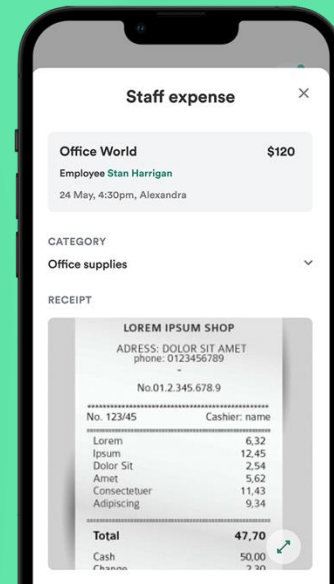 Staff expense
Office World $120
Employee Stan Harrigan
24 May, 4:30pm, Alexandra
CATEGORY
Office supplies
RECEIPT
LOREM IPSUM SHOP
ADRESS: DOLOR SIT AMET
phone: 0123456789
-
No.01.2.345.678.9
No. 123/45 Cashier: name
Lorem 6,32
Ipsum 12,45
Dolor Sit 2,54
Amet 5,62
Consectetuer 11,43
Adipiscing 9,34
Total 47,70
Cash 50,00
Change 2,30